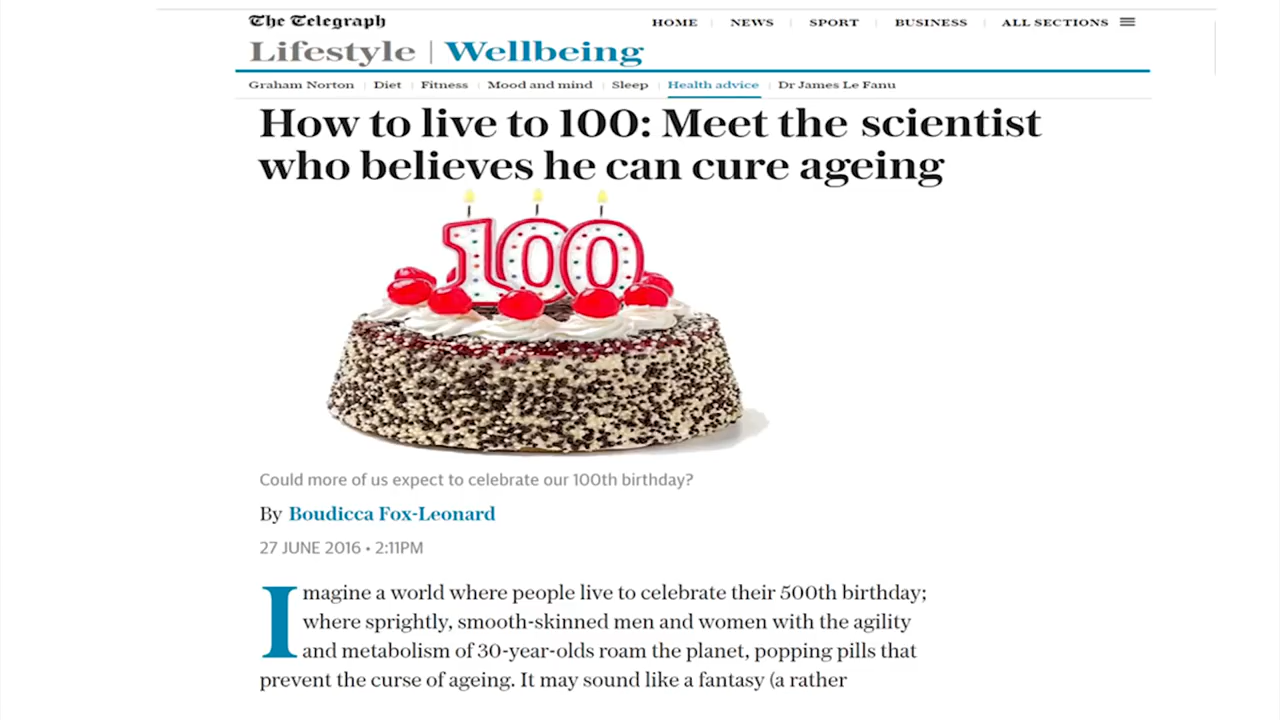 The Telegraph
HOME NEWS SPORT BUSINESS ALL SECTIONS
Lifestyle | Wellbeing
Graham Norton Diet Fitness Mood and mind Sleep Health advice Dr James Le Fanu
How to live to 100: Meet the scientist
who believes he can cure ageing
100
Could more of us expect to celebrate our 100th birthday?
By Boudicca Fox-Leonard
27 JUNE 2016 • 2:11PM
Imagine a world where people live to celebrate their 500th birthday;
where sprightly, smooth-skinned men and women with the agility
and metabolism of 30-year-olds roam the planet, popping pills that
prevent the curse of ageing. It may sound like a fantasy (a rather